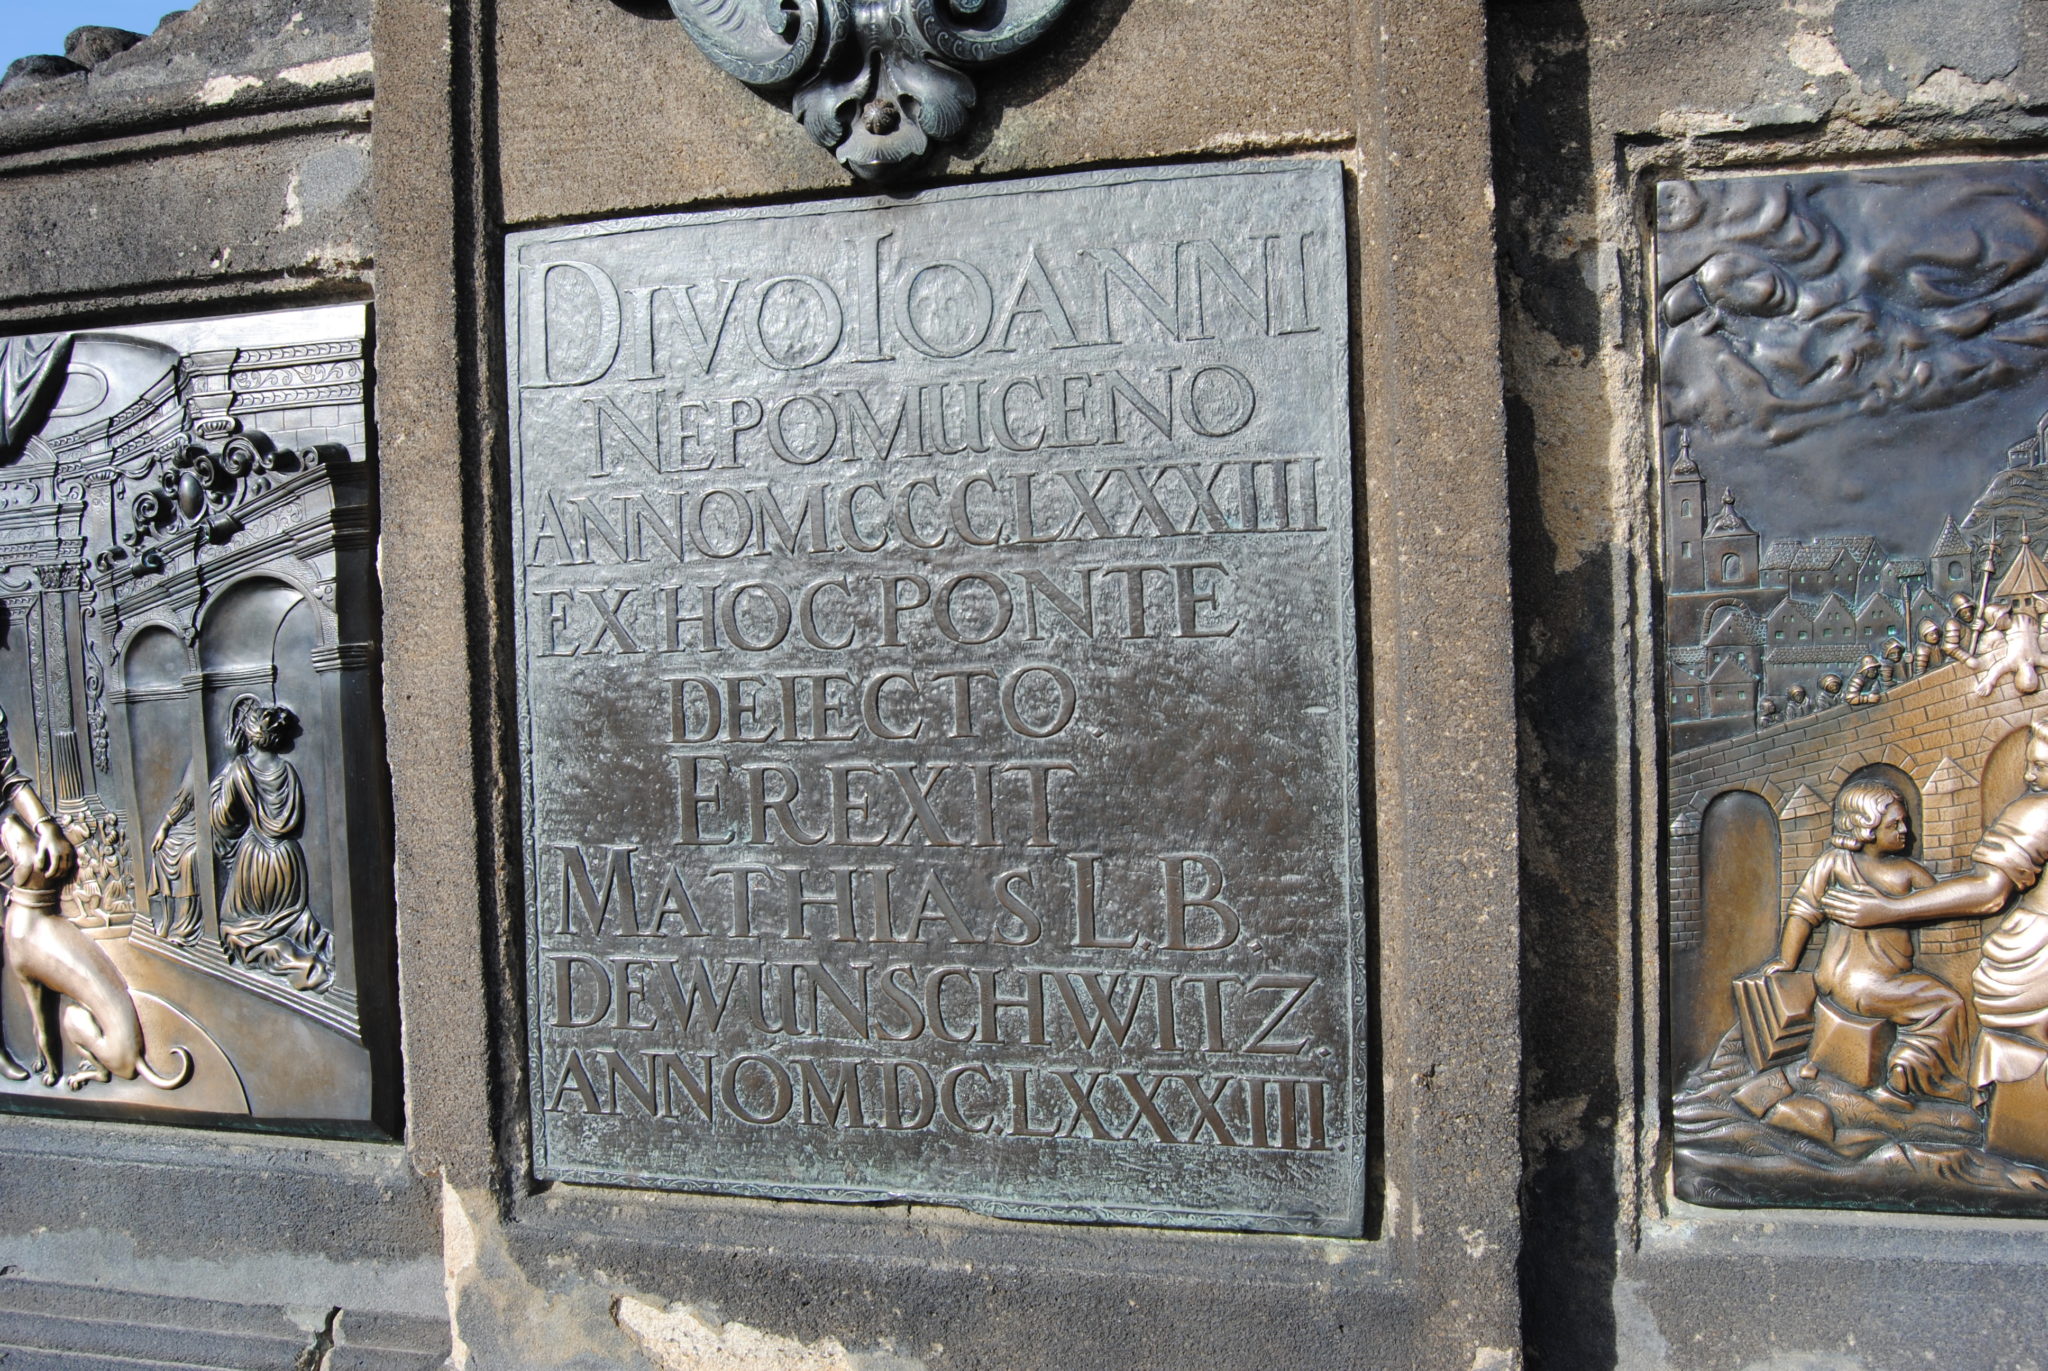 DIVO IOANNI
NEPOMUCENO
ANNO M.CCC.LXXXIII
EX HOC PONTE
DEIECTO
EREXIT
MATHIAS L.B.
DE WUNSCHWITZ.
ANNO M.DC.LXXXIII.